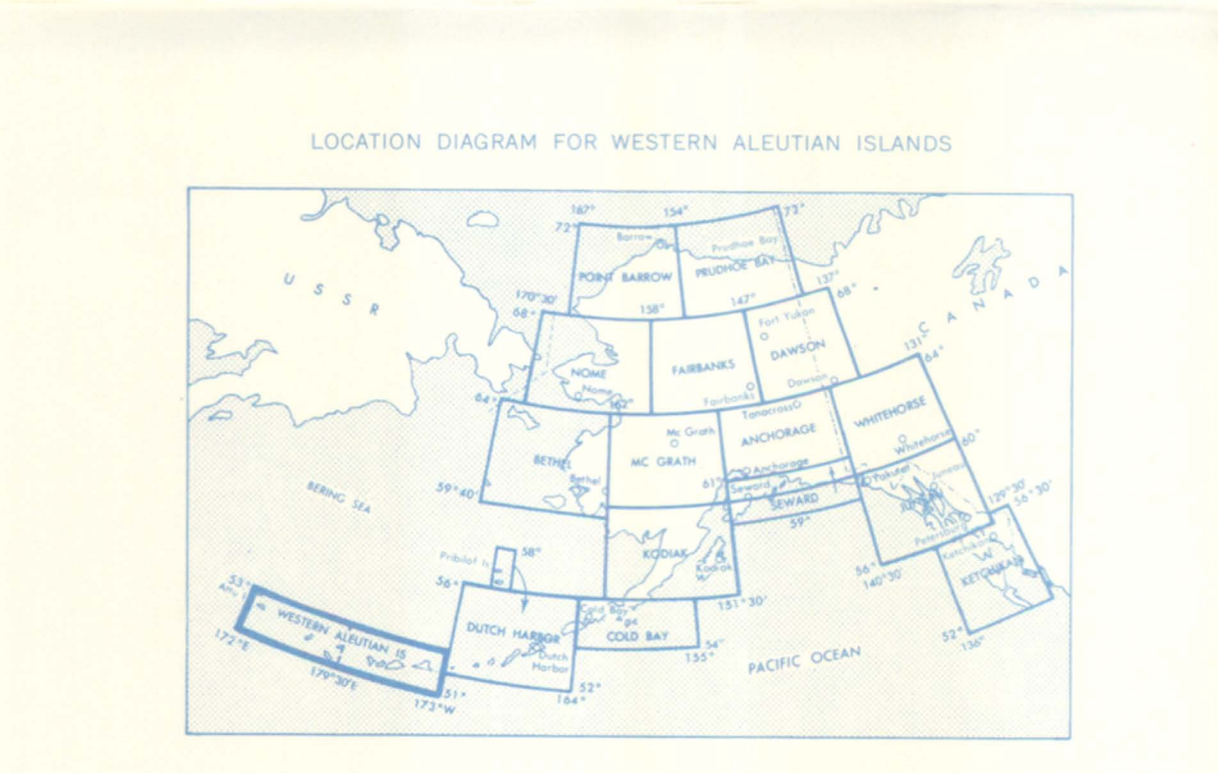 LOCATION DIAGRAM FOR WESTERN ALEUTIAN ISLANDS
167° 154° 72°
72°
Barrow
Prudhoe Bay
POINT BARROW
PRUDHOE BAY
USSR
CANADA
137°
170°30'
158°
147°
68°
68°
Fort Yukon
DAWSON
131°
64°
NOME
FAIRBANKS
Nome
Fairbanks
Dawson
64°
162°
Tanacross
WHITEHORSE
Mc Grath
ANCHORAGE
Whitehorse
60°
BETHEL
MC GRATH
Bethel
61°
Anchorage
Yakutat
Juneau
59°40'
Seward
SEWARD
59°
JUNEAU
129°30'
56°30'
BERING SEA
Petersburg
KODIAK
Kodiak
Ketchikan
KETCHIKAN
Pribilof Is
58°
56°
140°30'
56°
151°30'
53°
Attu I
WESTERN ALEUTIAN IS
DUTCH HARBOR
Cold Bay
COLD BAY
54°
155°
52°
136°
172°E
Dutch
Harbor
PACIFIC OCEAN
179°30'E
51°
173°W
52°
164°